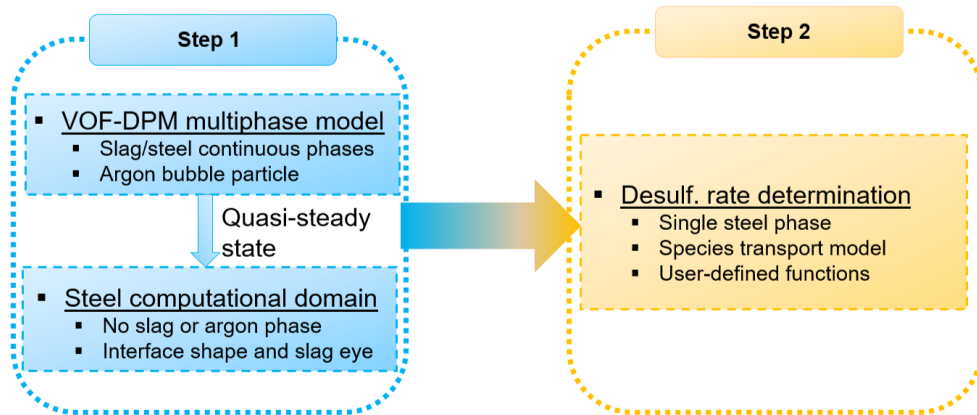 Step 1
▪ VOF-DPM multiphase model
▪ Slag/steel continuous phases
▪ Argon bubble particle
Quasi-steady
state
▪ Steel computational domain
▪ No slag or argon phase
▪ Interface shape and slag eye
Step 2
▪ Desulf. rate determination
▪ Single steel phase
▪ Species transport model
▪ User-defined functions